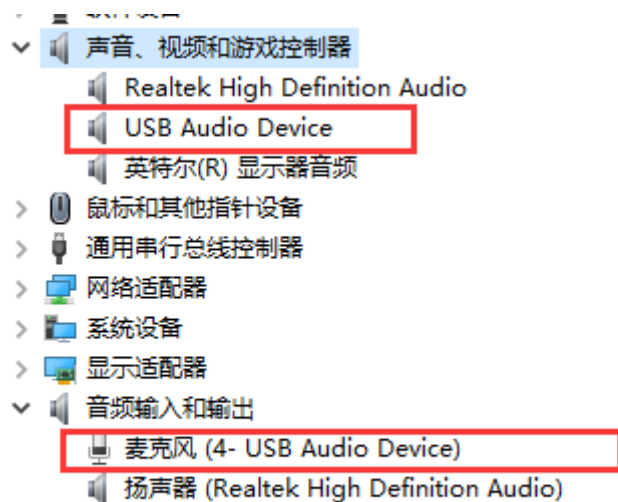 声音、视频和游戏控制器
Realtek High Definition Audio
USB Audio Device
英特尔(R) 显示器音频
鼠标和其他指针设备
通用串行总线控制器
网络适配器
系统设备
显示适配器
音频输入和输出
麦克风 (4- USB Audio Device)
扬声器 (Realtek High Definition Audio)